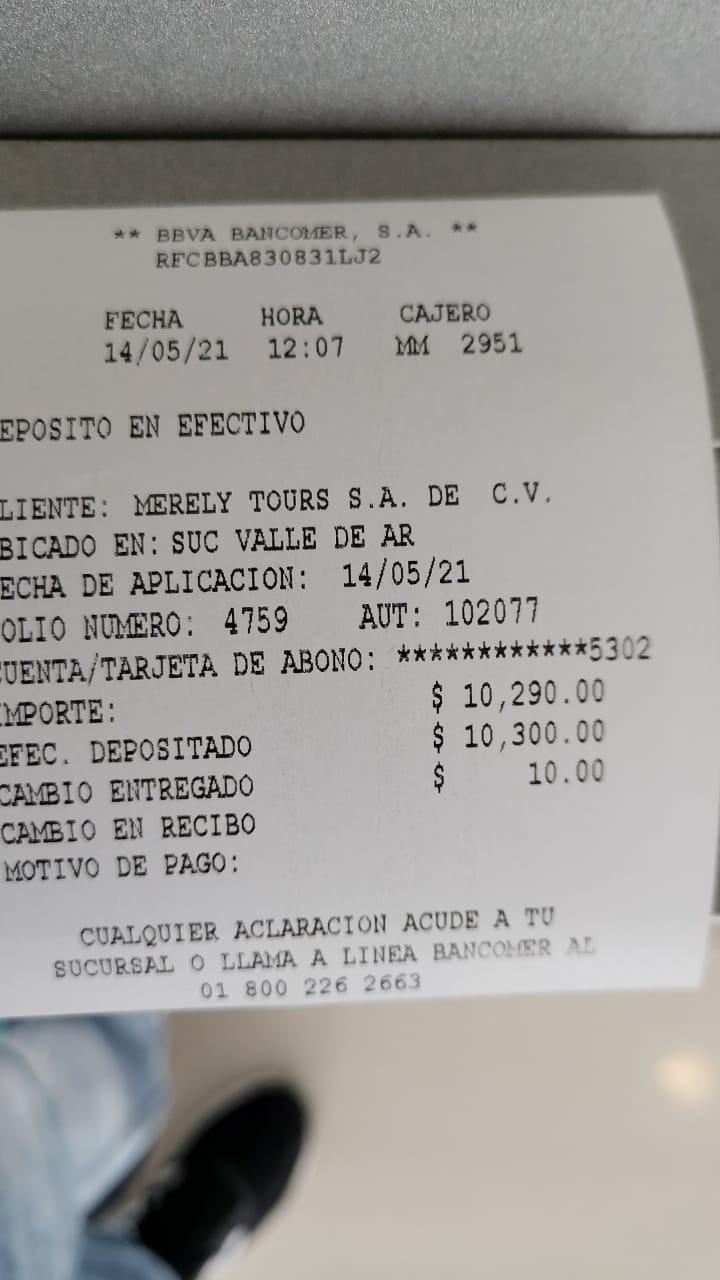 ** BBVA BANCOMER, S.A. **
RFCBBA830831LJ2
FECHA HORA CAJERO
14/05/21 12:07 MM 2951
EPOSITO EN EFECTIVO
LIENTE: MERELY TOURS S.A. DE C.V.
BICADO EN: SUC VALLE DE AR
ECHA DE APLICACION: 14/05/21
OLIO NUMERO: 4759 AUT: 102077
CUENTA/TARJETA DE ABONO: ************5302
IMPORTE: $ 10,290.00
EFEC. DEPOSITADO $ 10,300.00
CAMBIO ENTREGADO $ 10.00
CAMBIO EN RECIBO
MOTIVO DE PAGO:
CUALQUIER ACLARACION ACUDE A TU
SUCURSAL O LLAMA A LINEA BANCOMER AL
01 800 226 2663